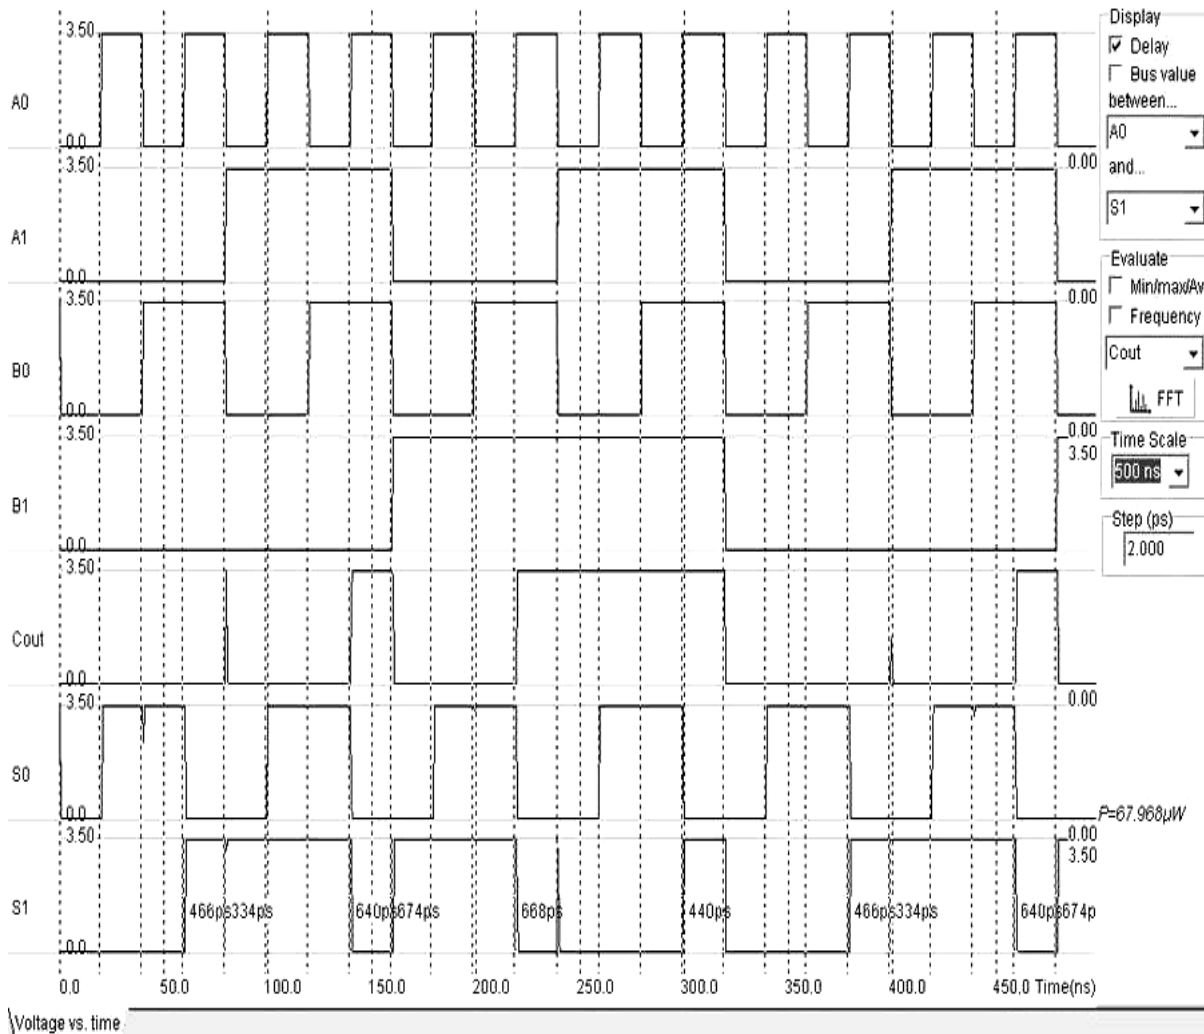 3.50
A0
0.0
3.50
A1
0.0
3.50
B0
0.0
3.50
B1
0.0
3.50
Cout
0.0
3.50
S0
0.0
3.50
S1
0.0
466ps334ps
640ps674ps
668ps
440ps
466ps334ps
640ps674p
0.00
0.00
0.00
3.50
0.00
P=67.968µW
0.00
3.50
0.0 50.0 100.0 150.0 200.0 250.0 300.0 350.0 400.0 450.0 Time(ns)
Voltage vs. time
Display
Delay
Bus value
between...
A0
and...
S1
Evaluate
Min/max/Av
Frequency
Cout
FFT
Time Scale
500 ns
Step (ps)
2.000